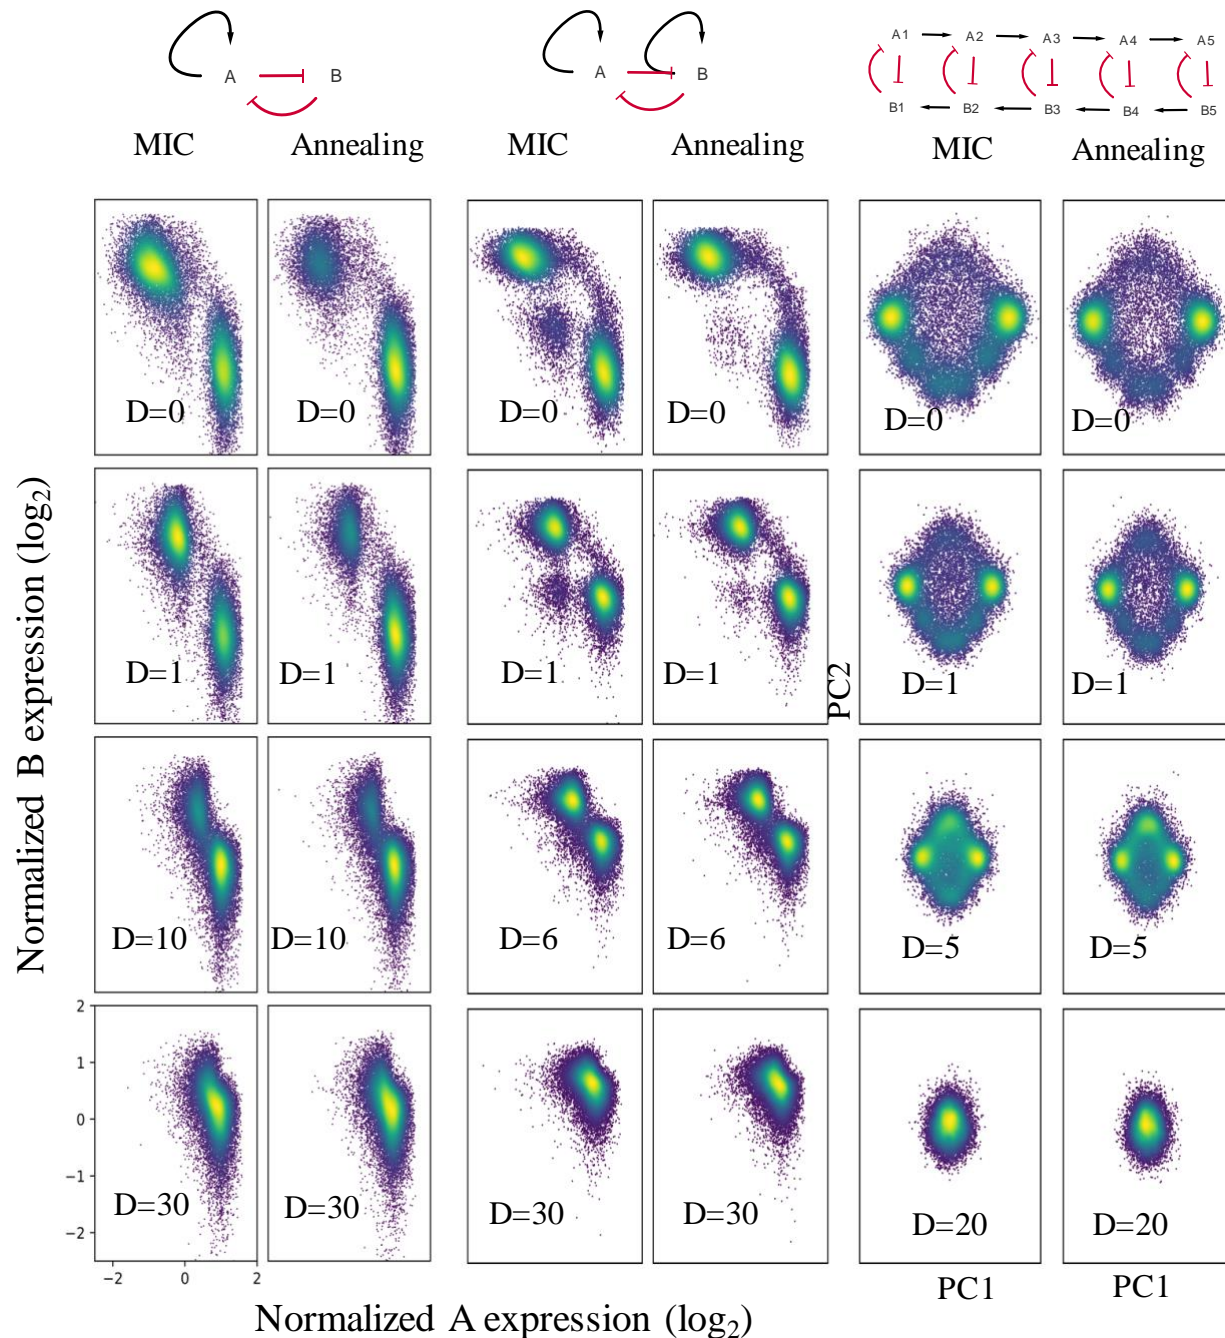 A B
A B
A1 A2 A3 A4 A5
B1 B2 B3 B4 B5
MIC Annealing MIC Annealing MIC Annealing
D=0 D=0 D=0 D=0 D=0 D=0
D=1 D=1 D=1 D=1 D=1 D=1
D=10 D=10 D=6 D=6 D=5 D=5
D=30 D=30 D=30 D=30 D=20 D=20
Normalized B expression (log2)
PC2
2
1
0
−1
−2
−2 0 2
PC1 PC1
Normalized A expression (log2)